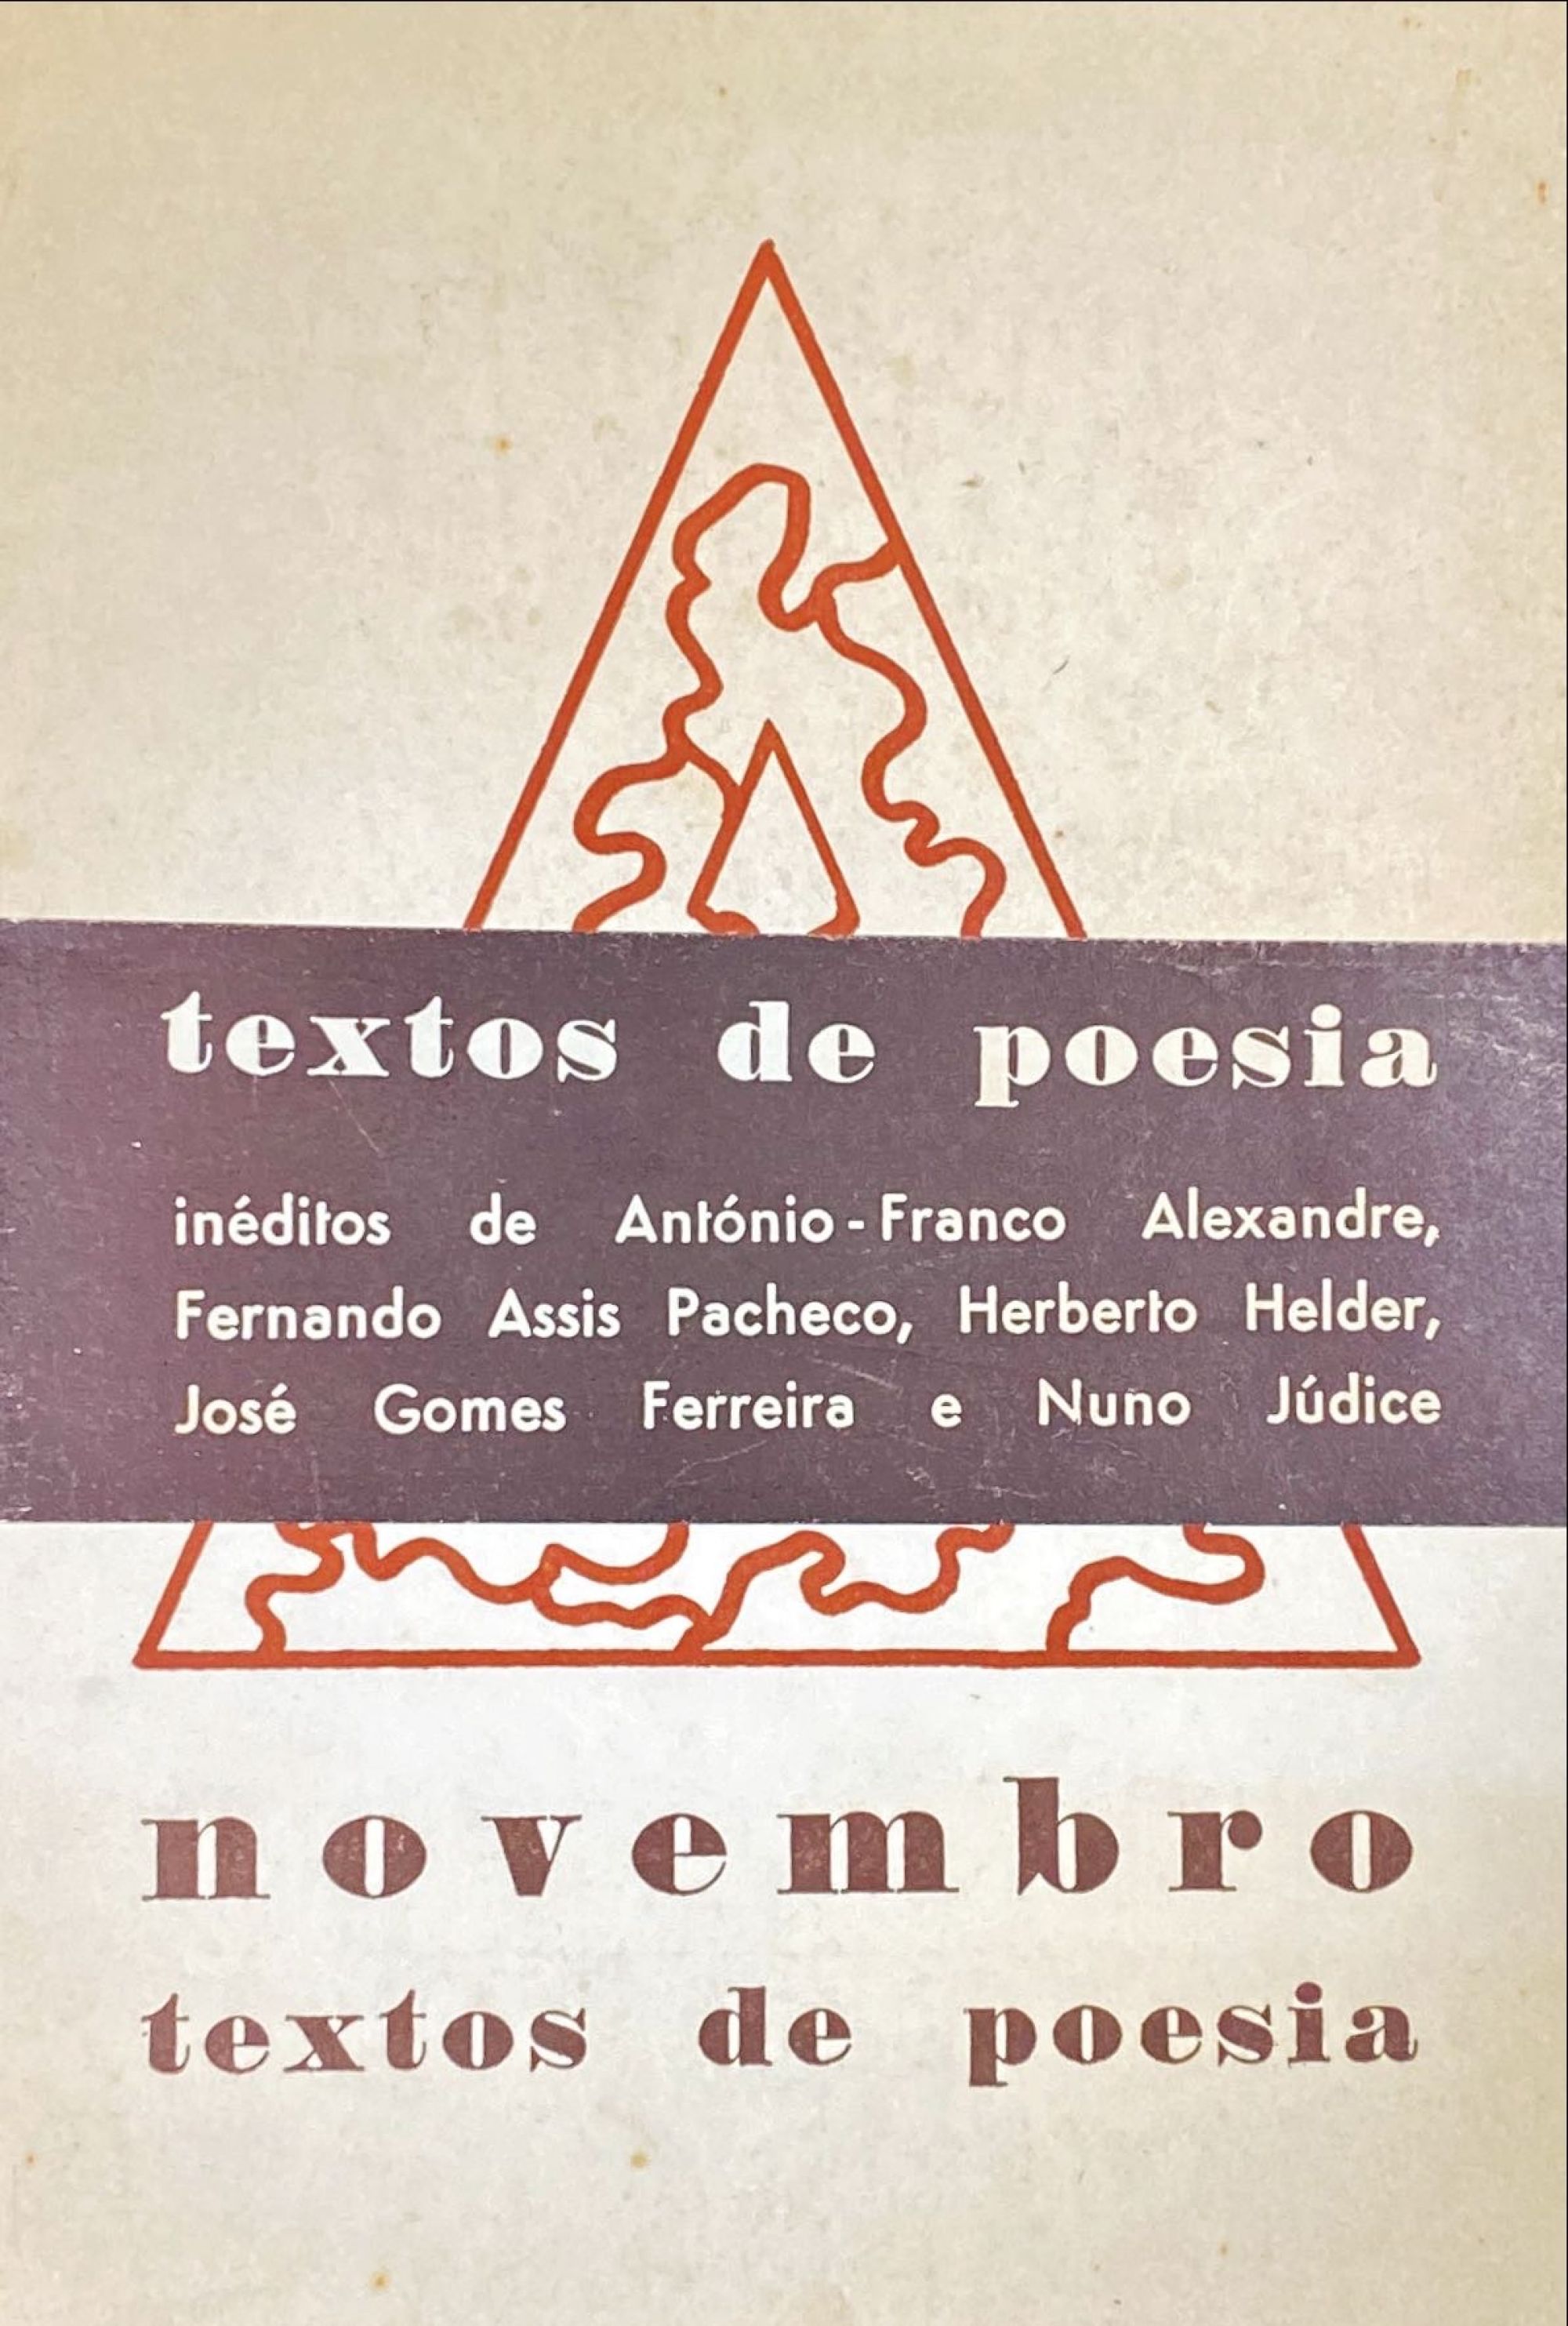 textos de poesia
inéditos de António-Franco Alexandre,
Fernando Assis Pacheco, Herberto Helder,
José Gomes Ferreira e Nuno Júdice
novembro
textos de poesia